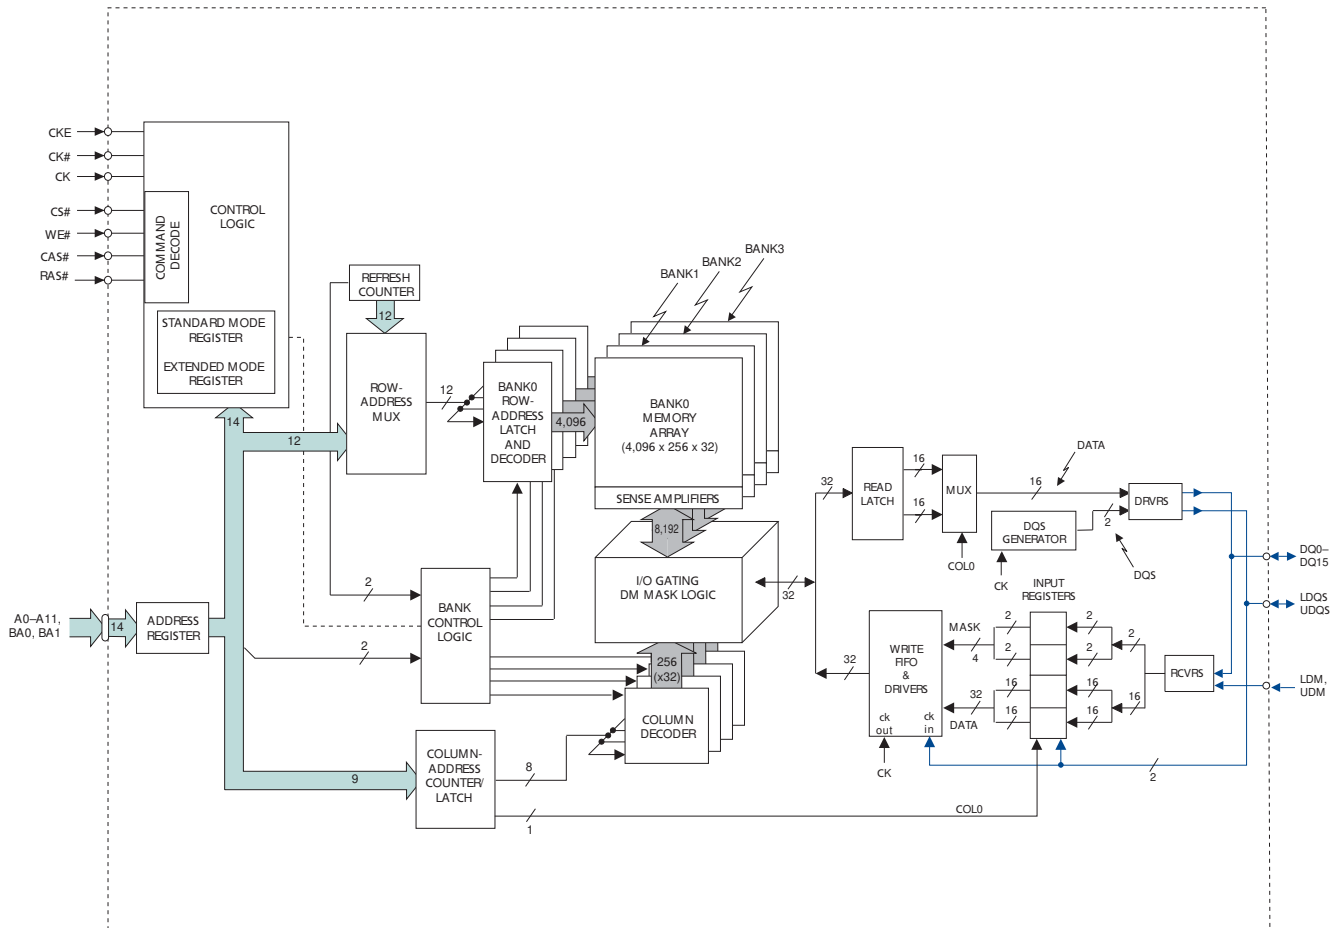 CKE
CK#
CK
CS#
WE#
CAS#
RAS#
COMMAND
DECODE
CONTROL
LOGIC
STANDARD MODE
REGISTER
EXTENDED MODE
REGISTER
REFRESH
COUNTER
12
ROW-
ADDRESS
MUX
12
14
12
BANK0
ROW-
ADDRESS
LATCH
AND
DECODER
4,096
BANK1
BANK2
BANK3
BANK0
MEMORY
ARRAY
(4,096 x 256 x 32)
SENSE AMPLIFIERS
8,192
I/O GATING
DM MASK LOGIC
32
32
READ
LATCH
16
16
MUX
COL0
16
DATA
DQS
GENERATOR
CK
2
DQS
DRVRS
DQ0–
DQ15
LDQS
UDQS
LDM,
UDM
A0–A11,
BA0, BA1
14
ADDRESS
REGISTER
2
2
BANK
CONTROL
LOGIC
256
(x32)
COLUMN
DECODER
9
COLUMN-
ADDRESS
COUNTER/
LATCH
8
1
COL0
32
WRITE
FIFO
&
DRIVERS
ck
out
ck
in
CK
MASK
4
32
DATA
INPUT
REGISTERS
2
2
16
16
2
2
16
16
2
16
RCVRS
2